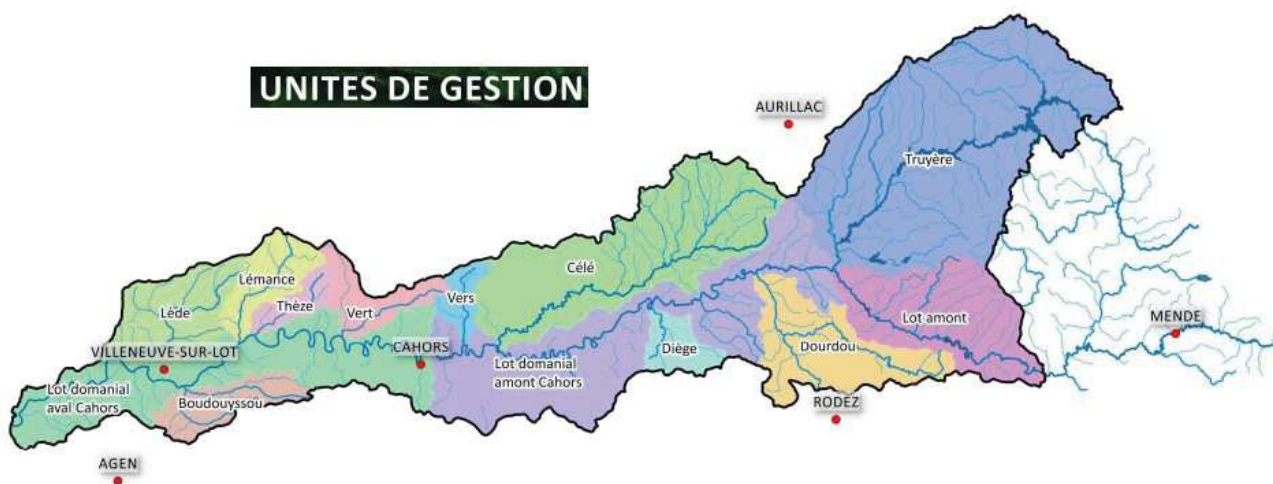 UNITES DE GESTION
AURILLAC
Truyère
Célé
Lémance
Vers
Thèze
Lède
Vert
Lot amont
MENDE
VILLENEUVE-SUR-LOT
CAHORS
Lot domanial
amont Cahors
Diège
Dourdou
Lot domanial
aval Cahors
Boudouyssou
RODEZ
AGEN